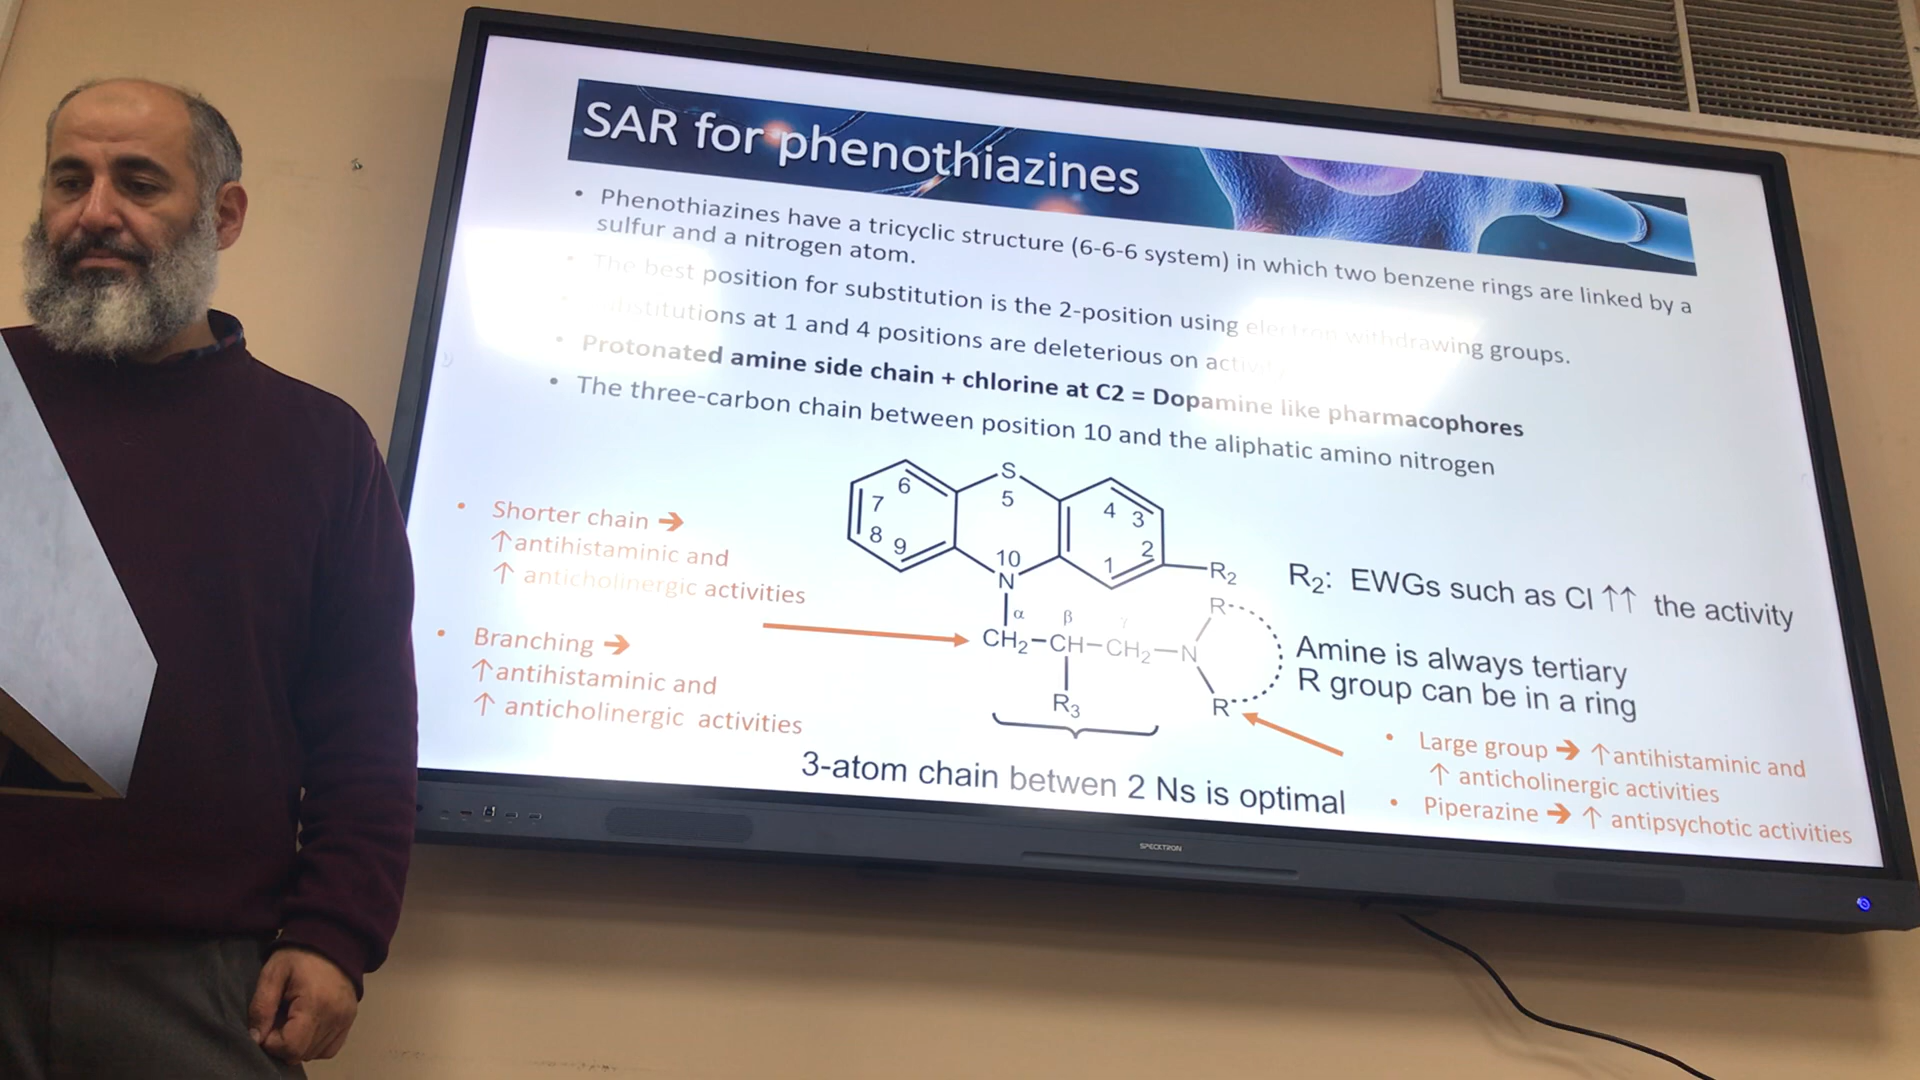 SAR for phenothiazines
• Phenothiazines have a tricyclic structure (6-6-6 system) in which two benzene rings are linked by a
sulfur and a nitrogen atom.
• The best position for substitution is the 2-position using electron withdrawing groups.
• Substitutions at 1 and 4 positions are deleterious on
• Protonated amine side chain + chlorine at C2 = Dopamine like pharmacophores
• The three-carbon chain between position 10 and the aliphatic amino nitrogen
• Shorter chain ➔
↑antihistaminic and
↑ anticholinergic activities
• Branching ➔
↑antihistaminic and
↑ anticholinergic activities
S
6
5
4
3
7
8
9
10
N
1
2
R₂
α
β
γ
CH₂-CH-CH₂-N
R
R
R₃
R₂: EWGs such as Cl ↑↑ the activity
Amine is always tertiary
R group can be in a ring
3-atom chain betwen 2 Ns is optimal
• Large group ➔ ↑antihistaminic and
↑ anticholinergic activities
• Piperazine ➔ ↑ antipsychotic activities
SPECKTRON